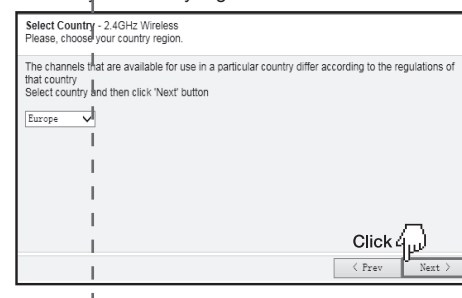 Select Country - 2.4GHz Wireless
Please, choose your country region.
The channels that are available for use in a particular country differ according to the regulations of
that country
Select country and then click 'Next' button
Europe
Click
< Prev
Next >